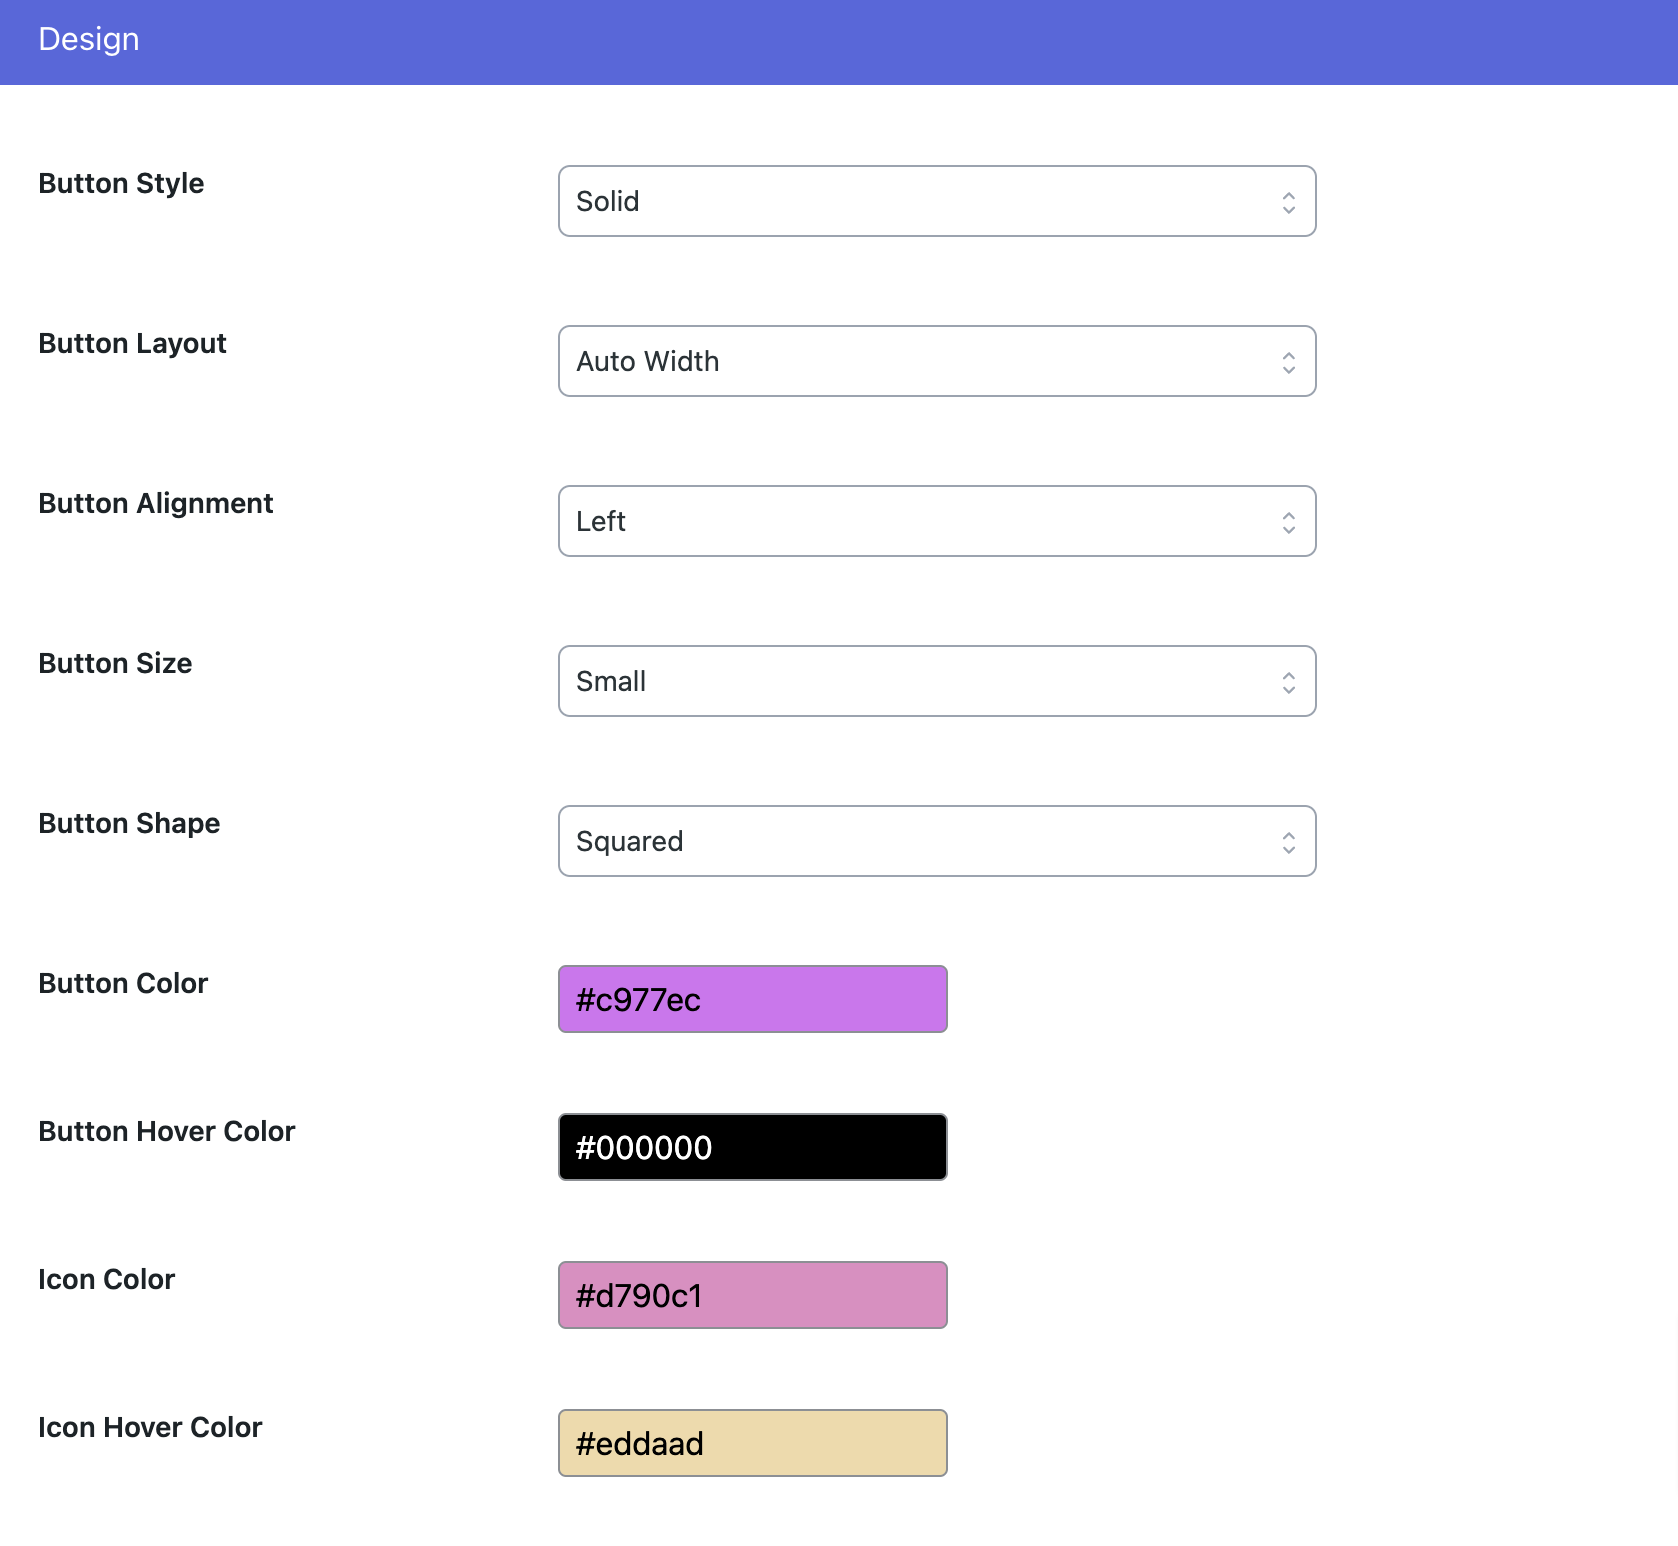 Design
Button Style
Solid
Button Layout
Auto Width
Button Alignment
Left
Button Size
Small
Button Shape
Squared
Button Color
#c977ec
Button Hover Color
#000000
Icon Color
#d790c1
Icon Hover Color
#eddaad